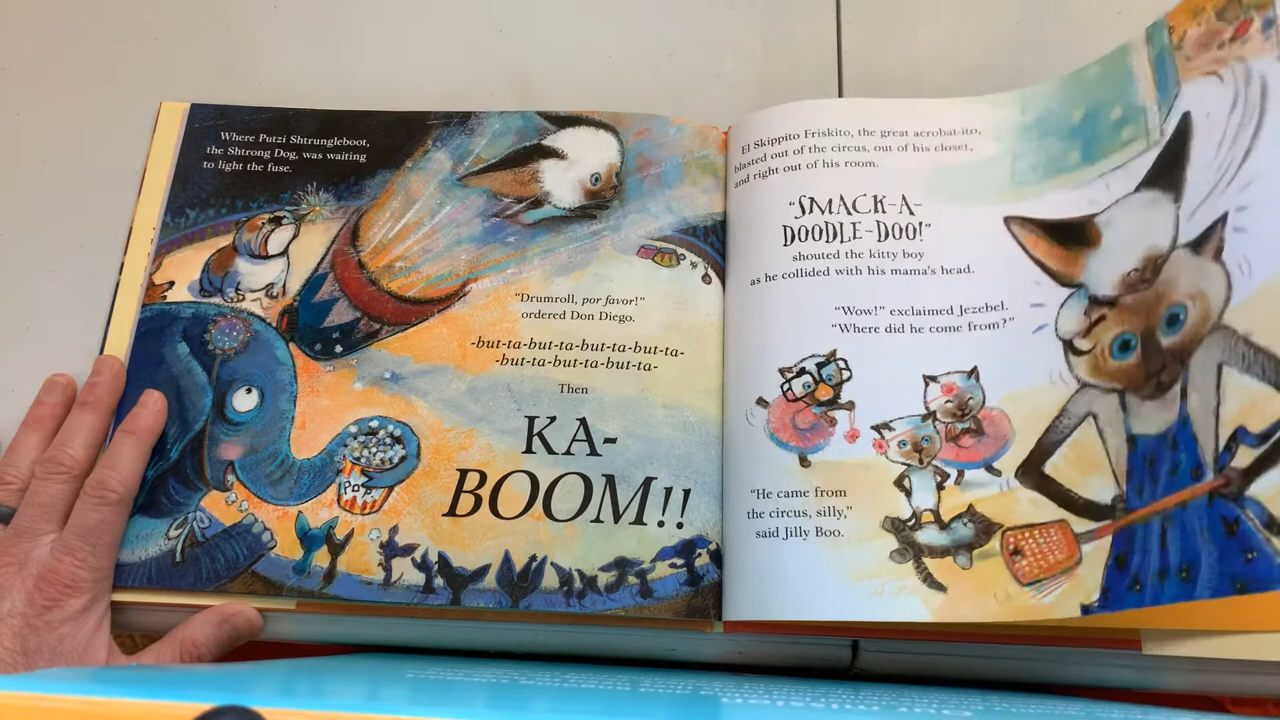 Where Putzi Shtrungleboot,
the Shtrong Dog, was waiting
to light the fuse.
"Drumroll, por favor!"
ordered Don Diego.
-but-ta-but-ta-but-ta-but-ta-
-but-ta-but-ta-but-ta-
Then
KA-
BOOM!!
POP
El Skippito Friskito, the great acrobat-ito,
blasted out of the circus, out of his closet,
and right out of his room.
"SMACK-A-
DOODLE-DOO!"
shouted the kitty boy
as he collided with his mama's head.
"Wow!" exclaimed Jezebel.
"Where did he come from?"
"He came from
the circus, silly,"
said Jilly Boo.
Our mission